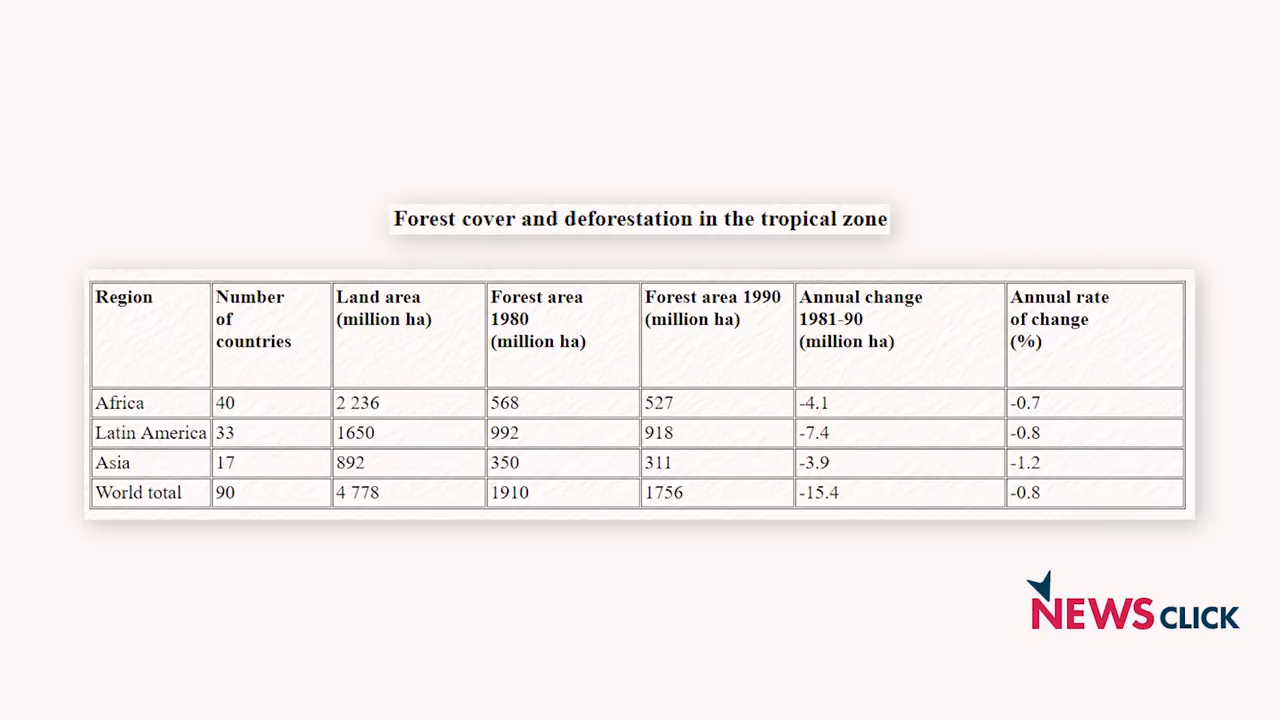 Forest cover and deforestation in the tropical zone
Region Number of countries Land area (million ha) Forest area 1980 (million ha) Forest area 1990 (million ha) Annual change 1981-90 (million ha) Annual rate of change (%)
Africa 40 2 236 568 527 -4.1 -0.7
Latin America 33 1650 992 918 -7.4 -0.8
Asia 17 892 350 311 -3.9 -1.2
World total 90 4 778 1910 1756 -15.4 -0.8
NEWSCLICK